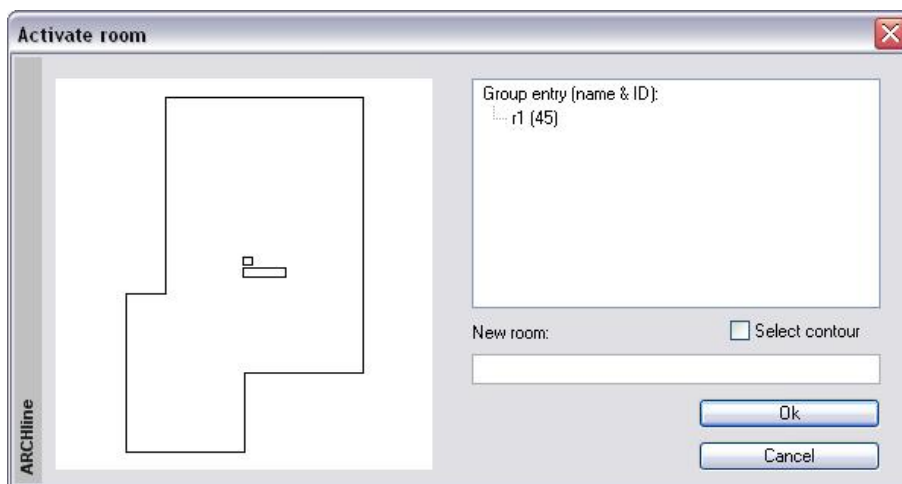 Activate room
Group entry (name & ID):
r1 (45)
New room:
Select contour
Ok
Cancel
ARCHline